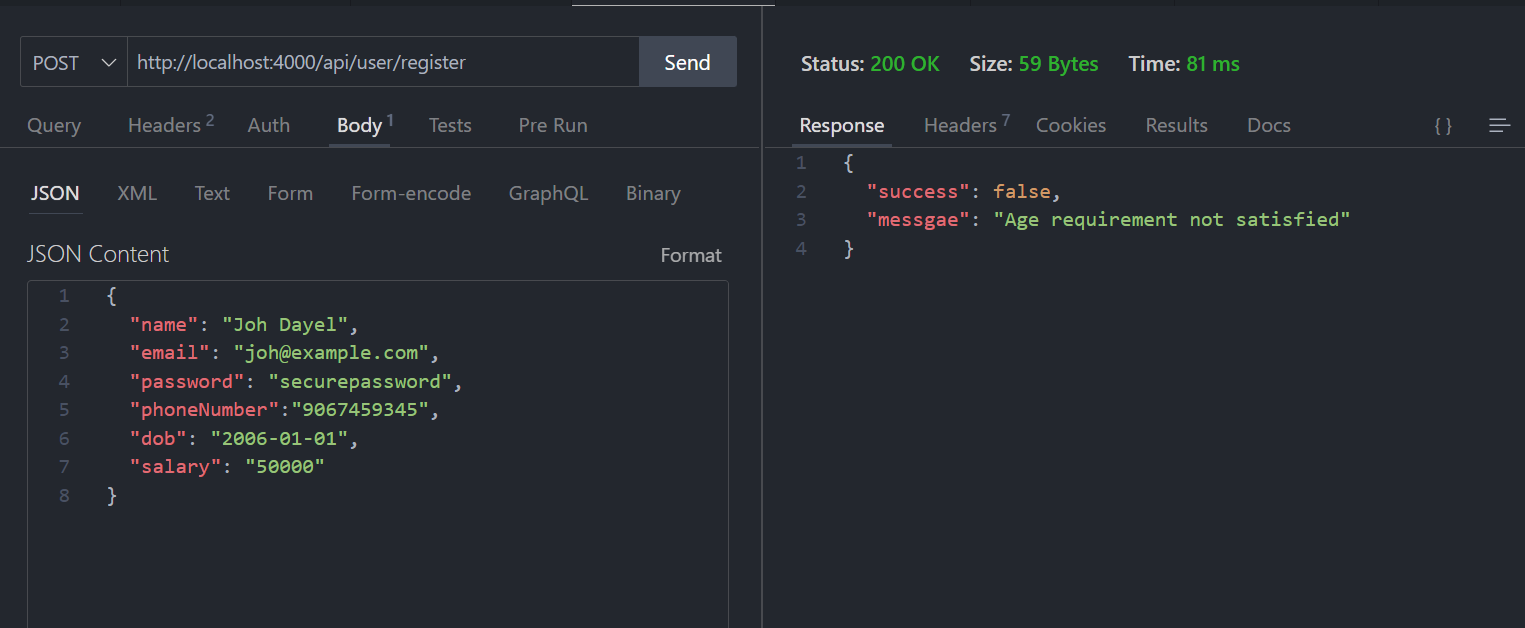 POST http://localhost:4000/api/user/register Send
Query Headers 2 Auth Body 1 Tests Pre Run
JSON XML Text Form Form-encode GraphQL Binary
JSON Content Format
1 {
2 "name": "Joh Dayel",
3 "email": "joh@example.com",
4 "password": "securepassword",
5 "phoneNumber":"9067459345",
6 "dob": "2006-01-01",
7 "salary": "50000"
8 }
Status: 200 OK Size: 59 Bytes Time: 81 ms
Response Headers 7 Cookies Results Docs { }
1 {
2 "success": false,
3 "messgae": "Age requirement not satisfied"
4 }